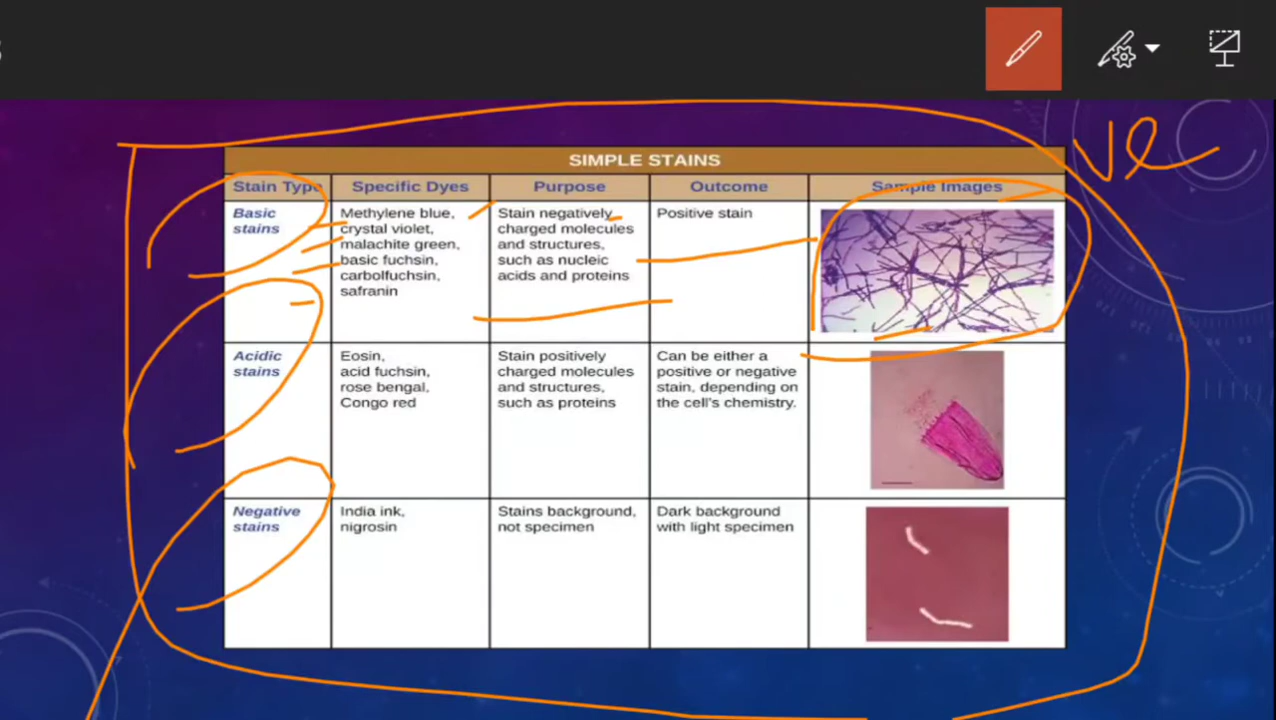 SIMPLE STAINS
Stain Type Specific Dyes Purpose Outcome Sample Images
Basic stains
Methylene blue,
crystal violet,
malachite green,
basic fuchsin,
carbolfuchsin,
safranin
Stain negatively
charged molecules
and structures,
such as nucleic
acids and proteins
Positive stain
Acidic stains
Eosin,
acid fuchsin,
rose bengal,
Congo red
Stain positively
charged molecules
and structures,
such as proteins
Can be either a
positive or negative
stain, depending on
the cell's chemistry.
Negative stains
India ink,
nigrosin
Stains background,
not specimen
Dark background
with light specimen
ve